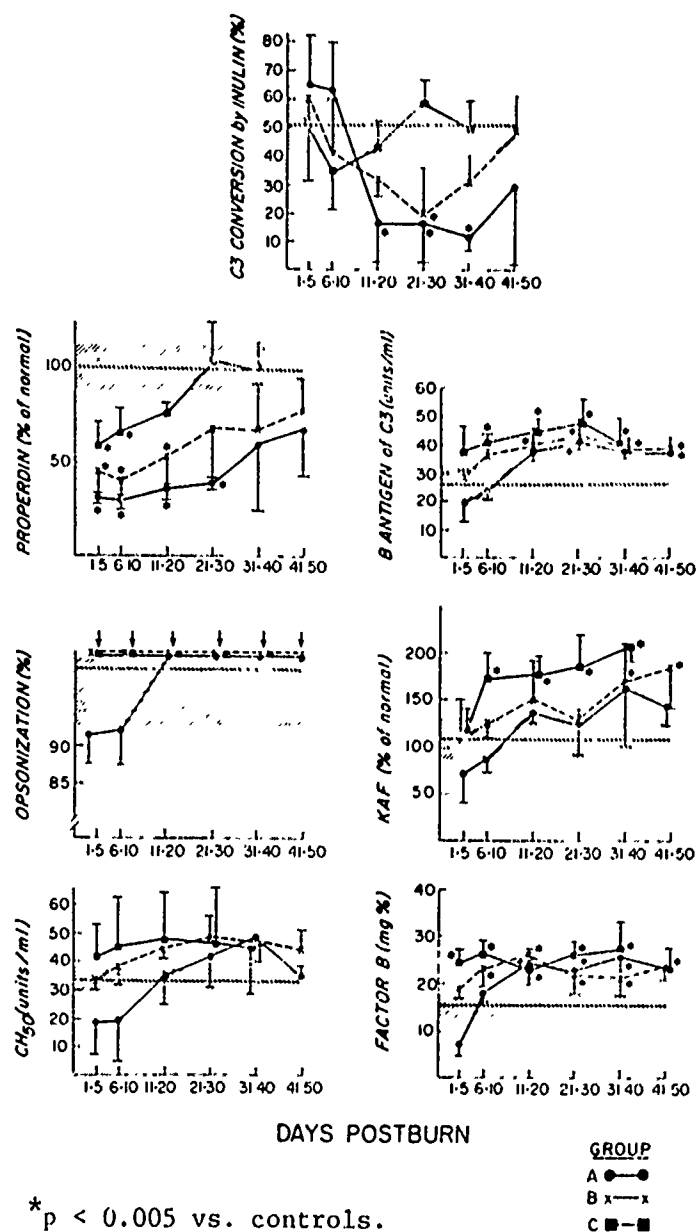 C3 CONVERSION by INULIN (%)
80
70
60
50
40
30
20
10
1·5 6·10 11·20 21·30 31·40 41·50
PROPERDIN (% of normal)
100
50
1·5 6·10 11·20 21·30 31·40 41·50
B ANTIGEN of C3 (units/ml)
60
50
40
30
20
10
1·5 6·10 11·20 21·30 31·40 41·50
OPSONIZATION (%)
90
85
1·5 6·10 11·20 21·30 31·40 41·50
KAF (% of normal)
200
150
100
50
1·5 6·10 11·20 21·30 31·40 41·50
CH50 (units/ml)
60
50
40
30
20
10
1·5 6·10 11·20 21·30 31·40 41·50
FACTOR B (mg %)
40
30
20
10
1·5 6·10 11·20 21·30 31·40 41·50
DAYS POSTBURN
GROUP
A
B
C
*p < 0.005 vs. controls.